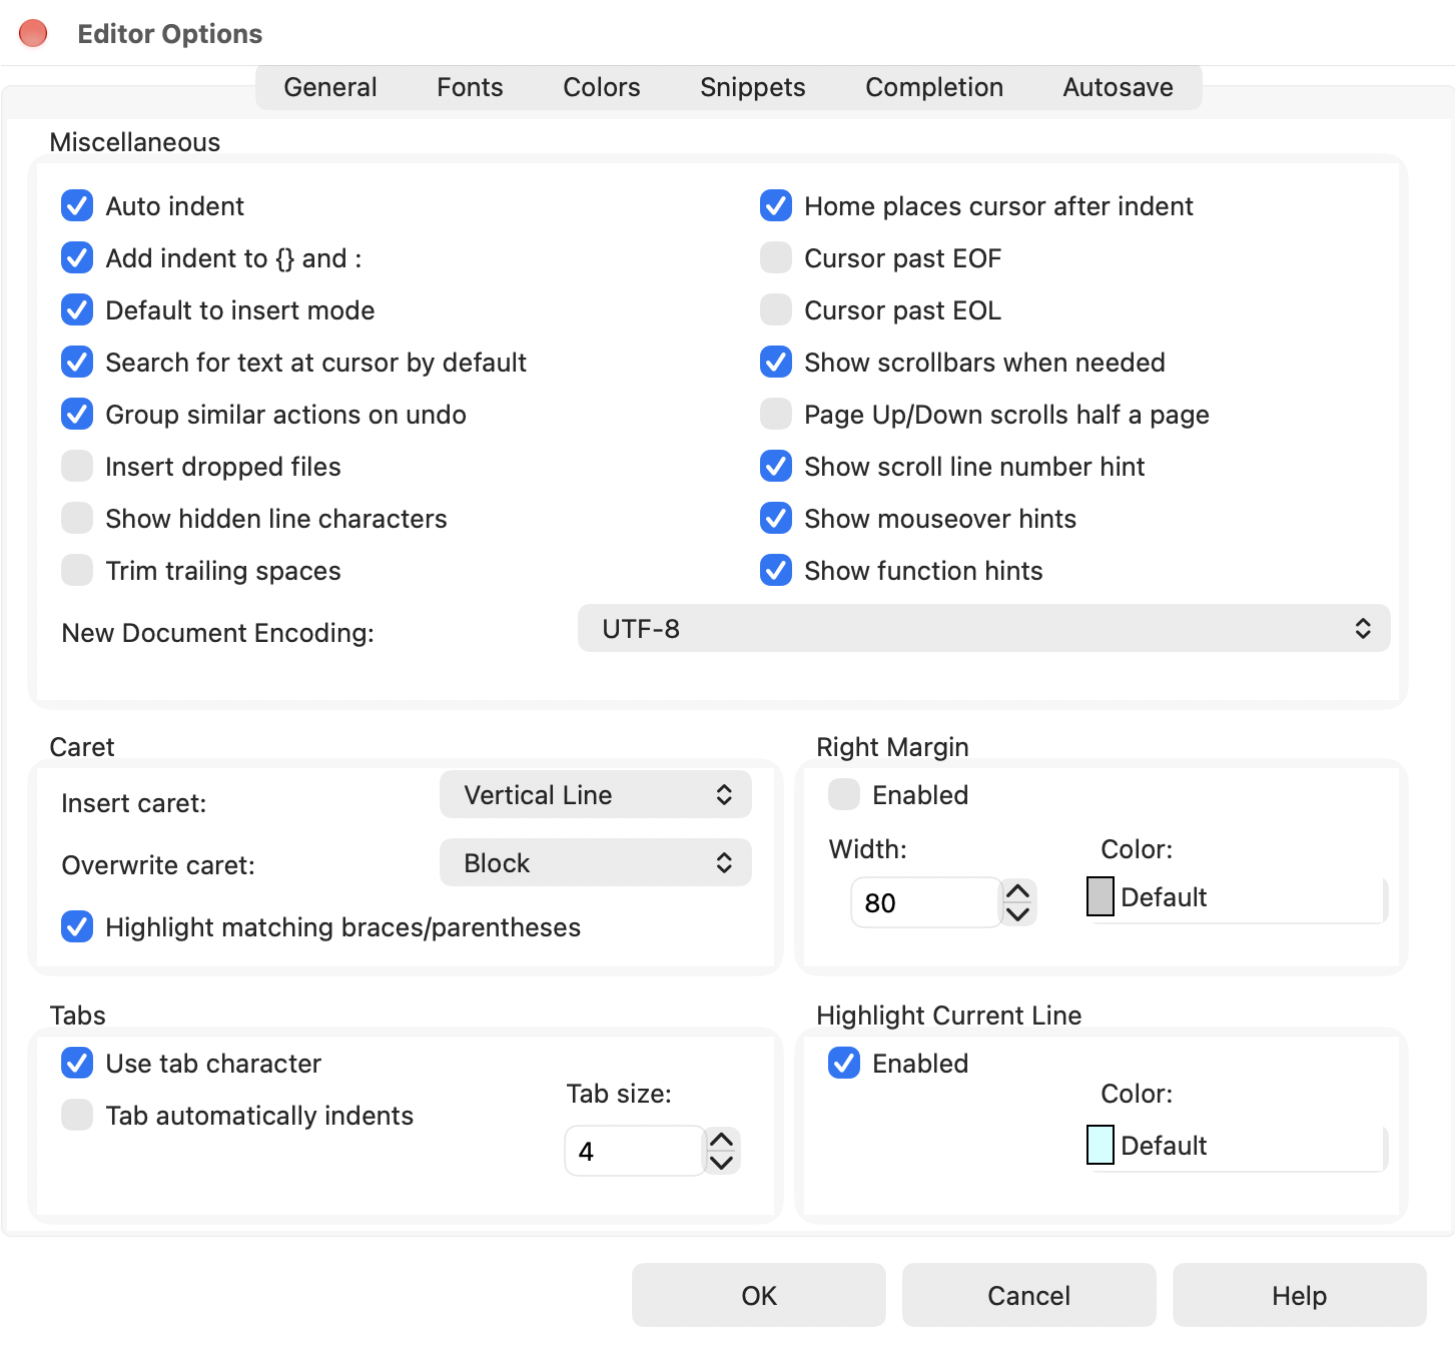 Editor Options
General Fonts Colors Snippets Completion Autosave
Miscellaneous
Auto indent
Add indent to {} and :
Default to insert mode
Search for text at cursor by default
Group similar actions on undo
Insert dropped files
Show hidden line characters
Trim trailing spaces
Home places cursor after indent
Cursor past EOF
Cursor past EOL
Show scrollbars when needed
Page Up/Down scrolls half a page
Show scroll line number hint
Show mouseover hints
Show function hints
New Document Encoding: UTF-8
Caret
Insert caret: Vertical Line
Overwrite caret: Block
Highlight matching braces/parentheses
Right Margin
Enabled
Width: Color:
80 Default
Tabs
Use tab character
Tab automatically indents
Tab size:
4
Highlight Current Line
Enabled
Color:
Default
OK Cancel Help